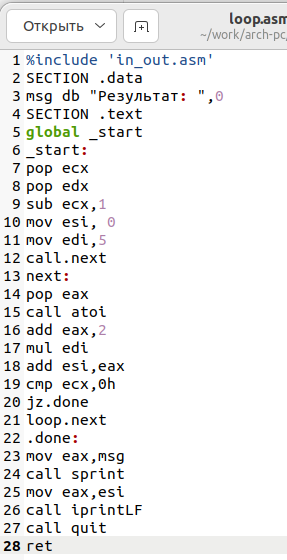 Открыть
loop.asm
~/work/arch-pc/
1 %include 'in_out.asm'
2 SECTION .data
3 msg db "Результат: ",0
4 SECTION .text
5 global _start
6 _start:
7 pop ecx
8 pop edx
9 sub ecx,1
10 mov esi, 0
11 mov edi,5
12 call.next
13 next:
14 pop eax
15 call atoi
16 add eax,2
17 mul edi
18 add esi,eax
19 cmp ecx,0h
20 jz.done
21 loop.next
22 .done:
23 mov eax,msg
24 call sprint
25 mov eax,esi
26 call iprintLF
27 call quit
28 ret